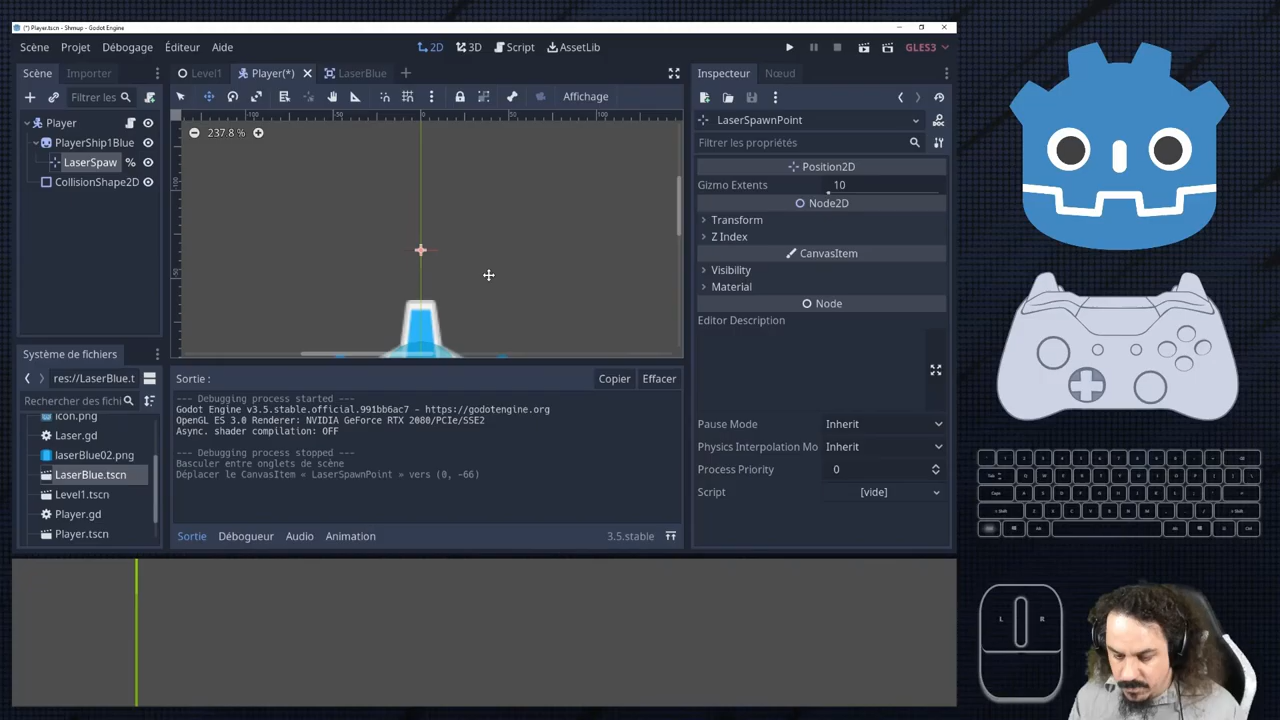 (*) Player.tscn - Shmup - Godot Engine
Scène Projet Débogage Éditeur Aide
2D 3D Script AssetLib
GLES3
Scène Importer
Level1 Player(*) LaserBlue
Inspecteur Nœud
Filtrer les
Affichage
237.8 %
Player
PlayerShip1Blue
LaserSpaw
CollisionShape2D
LaserSpawnPoint
Filtrer les propriétés
Position2D
Gizmo Extents 10
Node2D
Transform
Z Index
CanvasItem
Visibility
Material
Node
Editor Description
Pause Mode Inherit
Physics Interpolation Mo Inherit
Process Priority 0
Script [vide]
Système de fichiers
res://LaserBlue.t
Rechercher des fichi
icon.png
Laser.gd
laserBlue02.png
LaserBlue.tscn
Level1.tscn
Player.gd
Player.tscn
Sortie :
Copier Effacer
--- Debugging process started ---
Godot Engine v3.5.stable.official.991bb6ac7 - https://godotengine.org
OpenGL ES 3.0 Renderer: NVIDIA GeForce RTX 2080/PCIe/SSE2
Async. shader compilation: OFF
--- Debugging process stopped ---
Basculer entre onglets de scène
Déplacer le CanvasItem « LaserSpawnPoint » vers (0, -66)
Sortie Débogueur Audio Animation
3.5.stable
L R